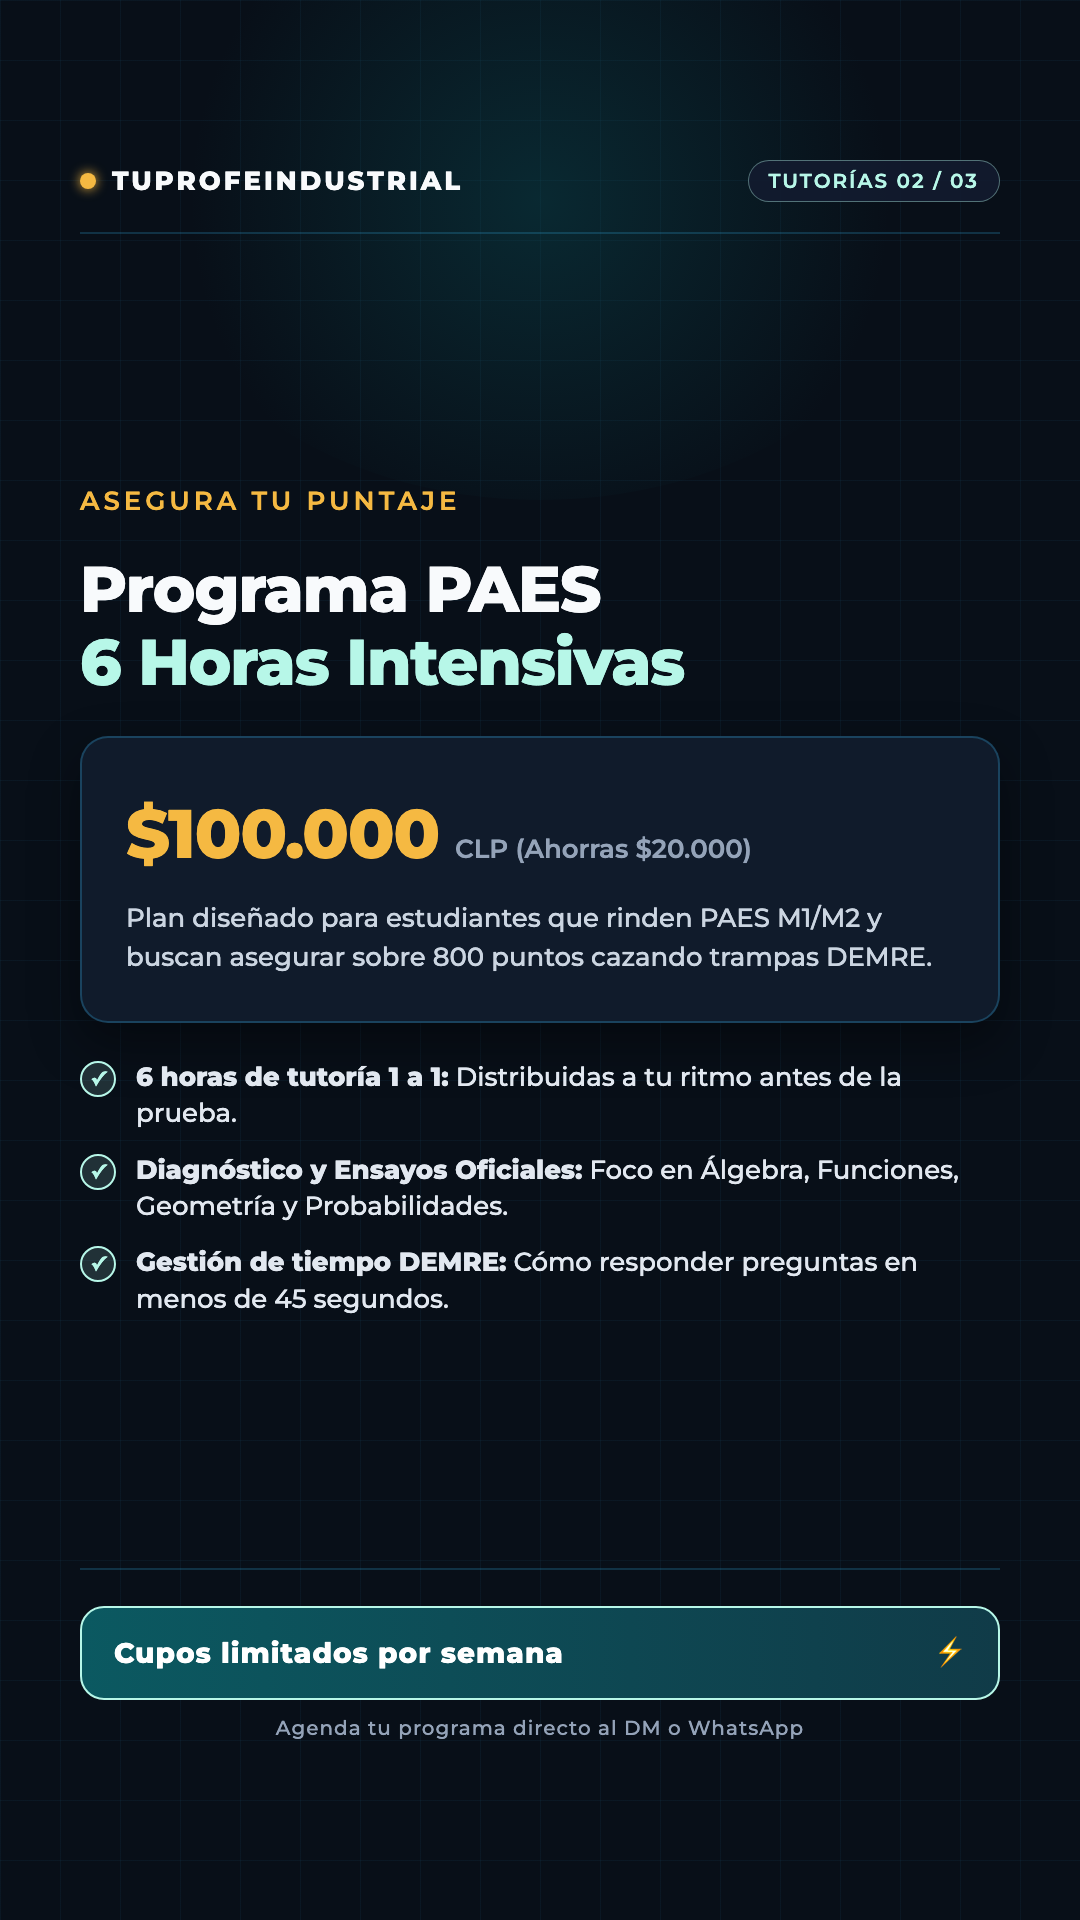 TUPROFEINDUSTRIAL
TUTORÍAS 02 / 03
ASEGURA TU PUNTAJE
Programa PAES
6 Horas Intensivas
$100.000 CLP (Ahorras $20.000)
Plan diseñado para estudiantes que rinden PAES M1/M2 y
buscan asegurar sobre 800 puntos cazando trampas DEMRE.
✓ 6 horas de tutoría 1 a 1: Distribuidas a tu ritmo antes de la
prueba.
✓ Diagnóstico y Ensayos Oficiales: Foco en Álgebra, Funciones,
Geometría y Probabilidades.
✓ Gestión de tiempo DEMRE: Cómo responder preguntas en
menos de 45 segundos.
Cupos limitados por semana ⚡
Agenda tu programa directo al DM o WhatsApp